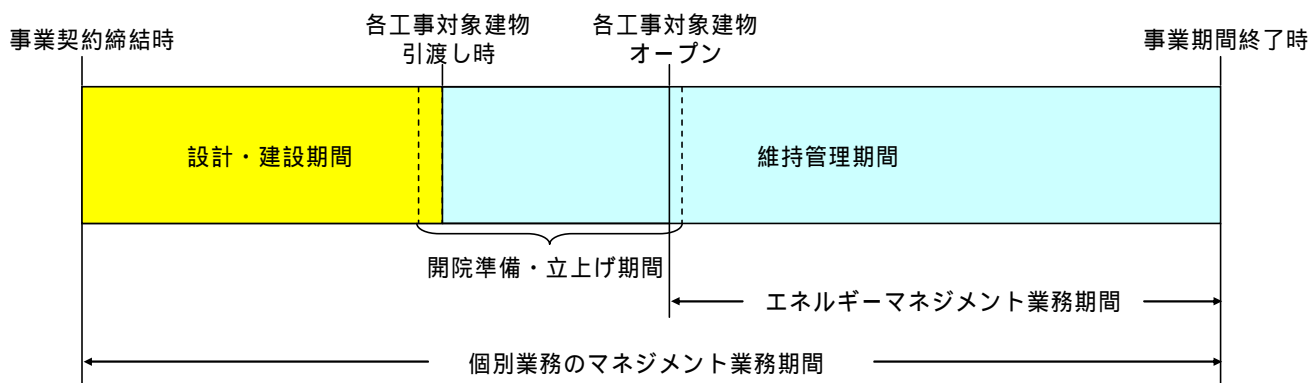 事業契約締結時
各工事対象建物
引渡し時
各工事対象建物
オープン
事業期間終了時
設計・建設期間
維持管理期間
開院準備・立上げ期間
エネルギーマネジメント業務期間
個別業務のマネジメント業務期間